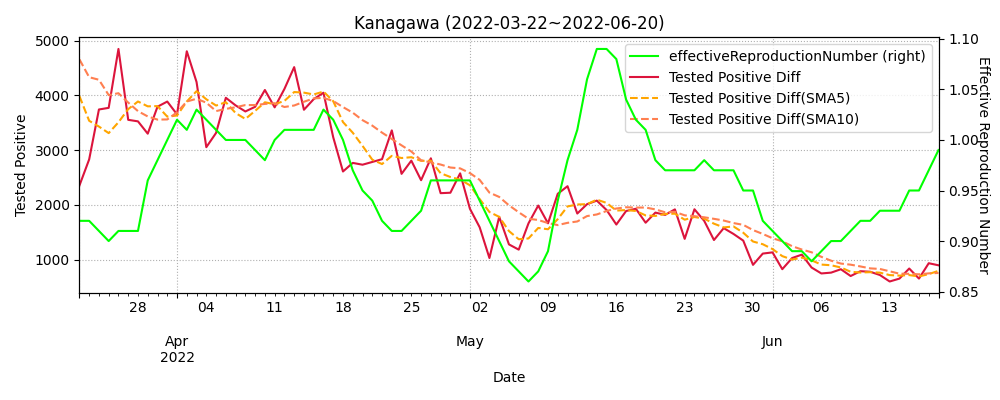 Kanagawa (2022-03-22~2022-06-20)
effectiveReproductionNumber (right)
Tested Positive Diff
Tested Positive Diff(SMA5)
Tested Positive Diff(SMA10)
Tested Positive
5000
4000
3000
2000
1000
1.10
1.05
1.00
0.95
0.90
0.85
Effective Reproduction Number
28 04 11 18 25 02 09 16 23 30 06 13
Apr May Jun
2022
Date